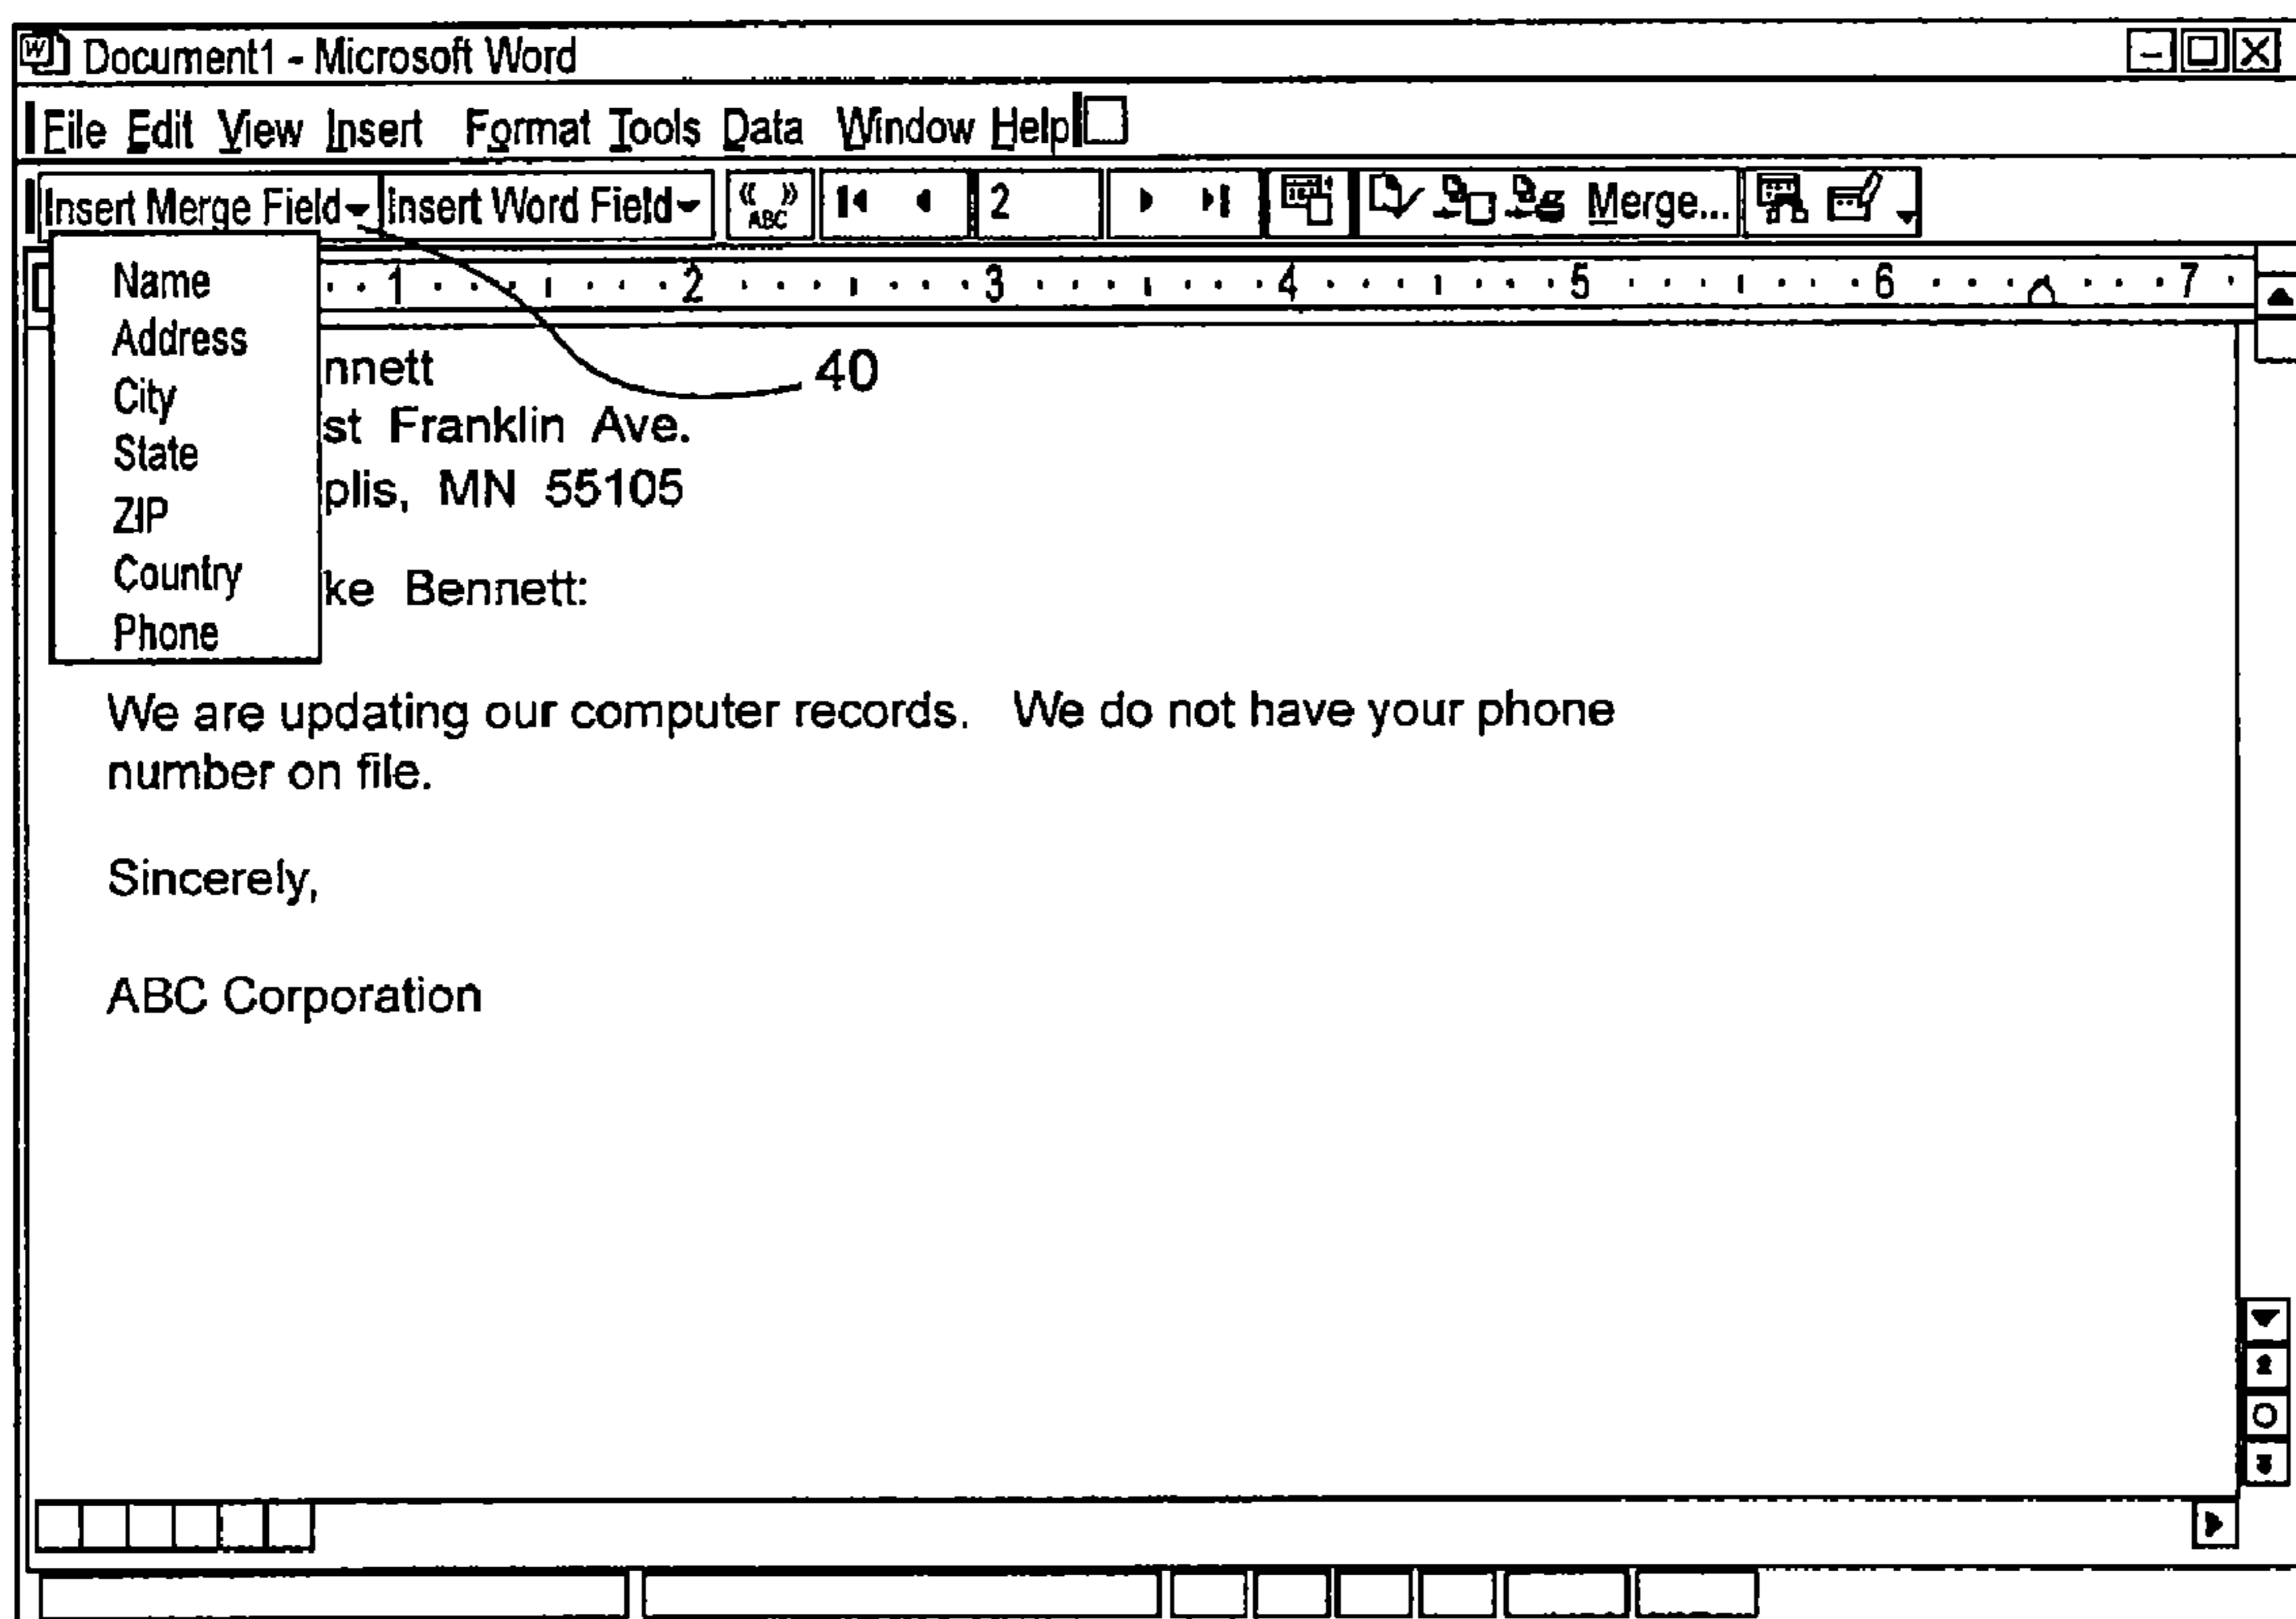 W Document1 - Microsoft Word
File Edit View Insert Format Tools Data Window Help
Insert Merge Field Insert Word Field « » ABC 2 Merge...
1 2 3 4 5 6 7
Name
Address
City
State
ZIP
Country
Phone
nnett
st Franklin Ave.
plis, MN 55105
ke Bennett:
40
We are updating our computer records. We do not have your phone
number on file.
Sincerely,
ABC Corporation